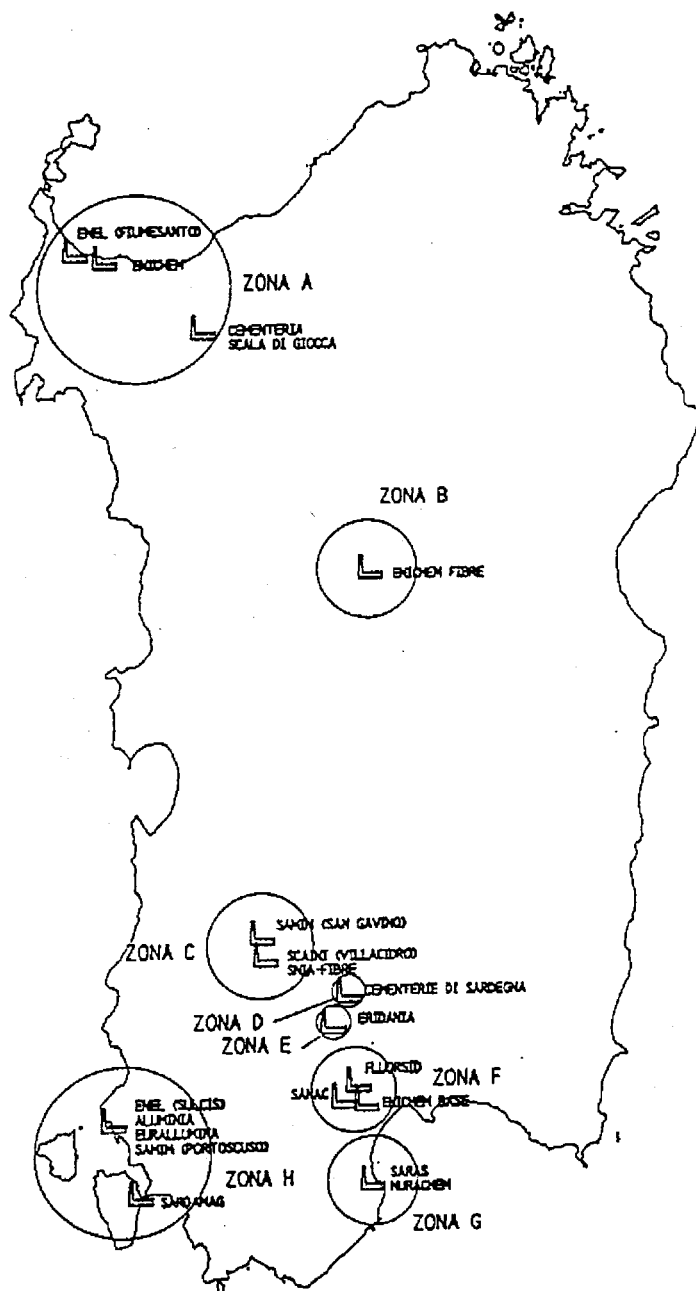 ENEL (FIUMESANTO)
ENICHEM
ZONA A
CEMENTERIA
SCALA DI GIOCCA
ZONA B
ENICHEM FIBRE
SAMIM (SAN GAVINO)
ZONA C
SCAINI (VILLACIDRO)
SNIA-FIBRE
CEMENTERIE DI SARDEGNA
ZONA D
ERIDANIA
ZONA E
FLUORSID
ZONA F
SAMAC
ENICHEM BASE
ENEL (SULCIS)
ALUMINIA
EURALLUMINA
SAMIM (PORTOSCUSO)
ZONA H
SARDAMAG
SARAS
NURACHEM
ZONA G